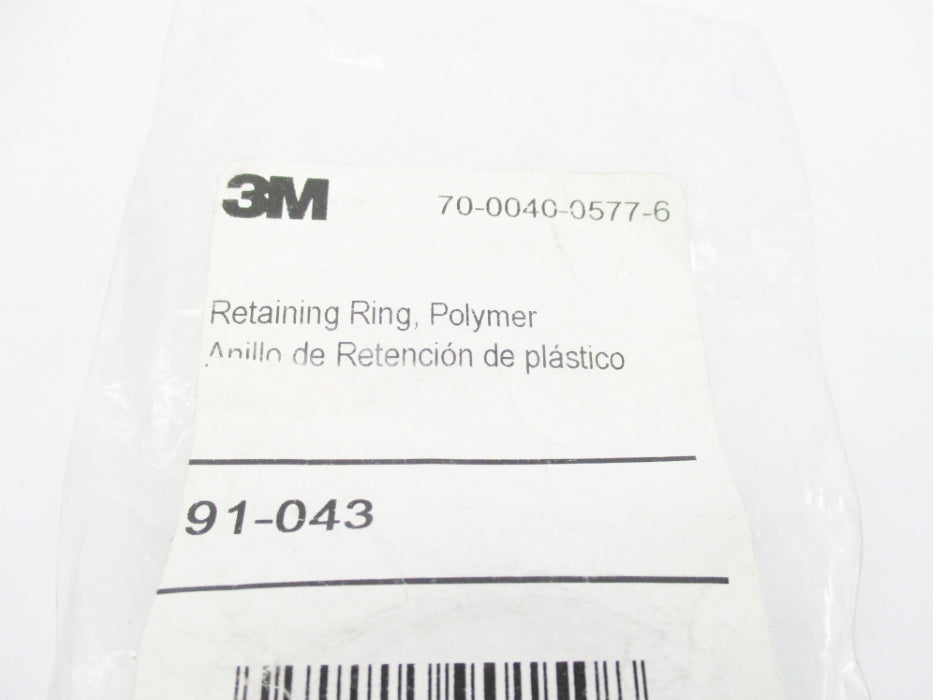 3M
70-0040-0577-6
Retaining Ring, Polymer
Anillo de Retención de plástico
91-043